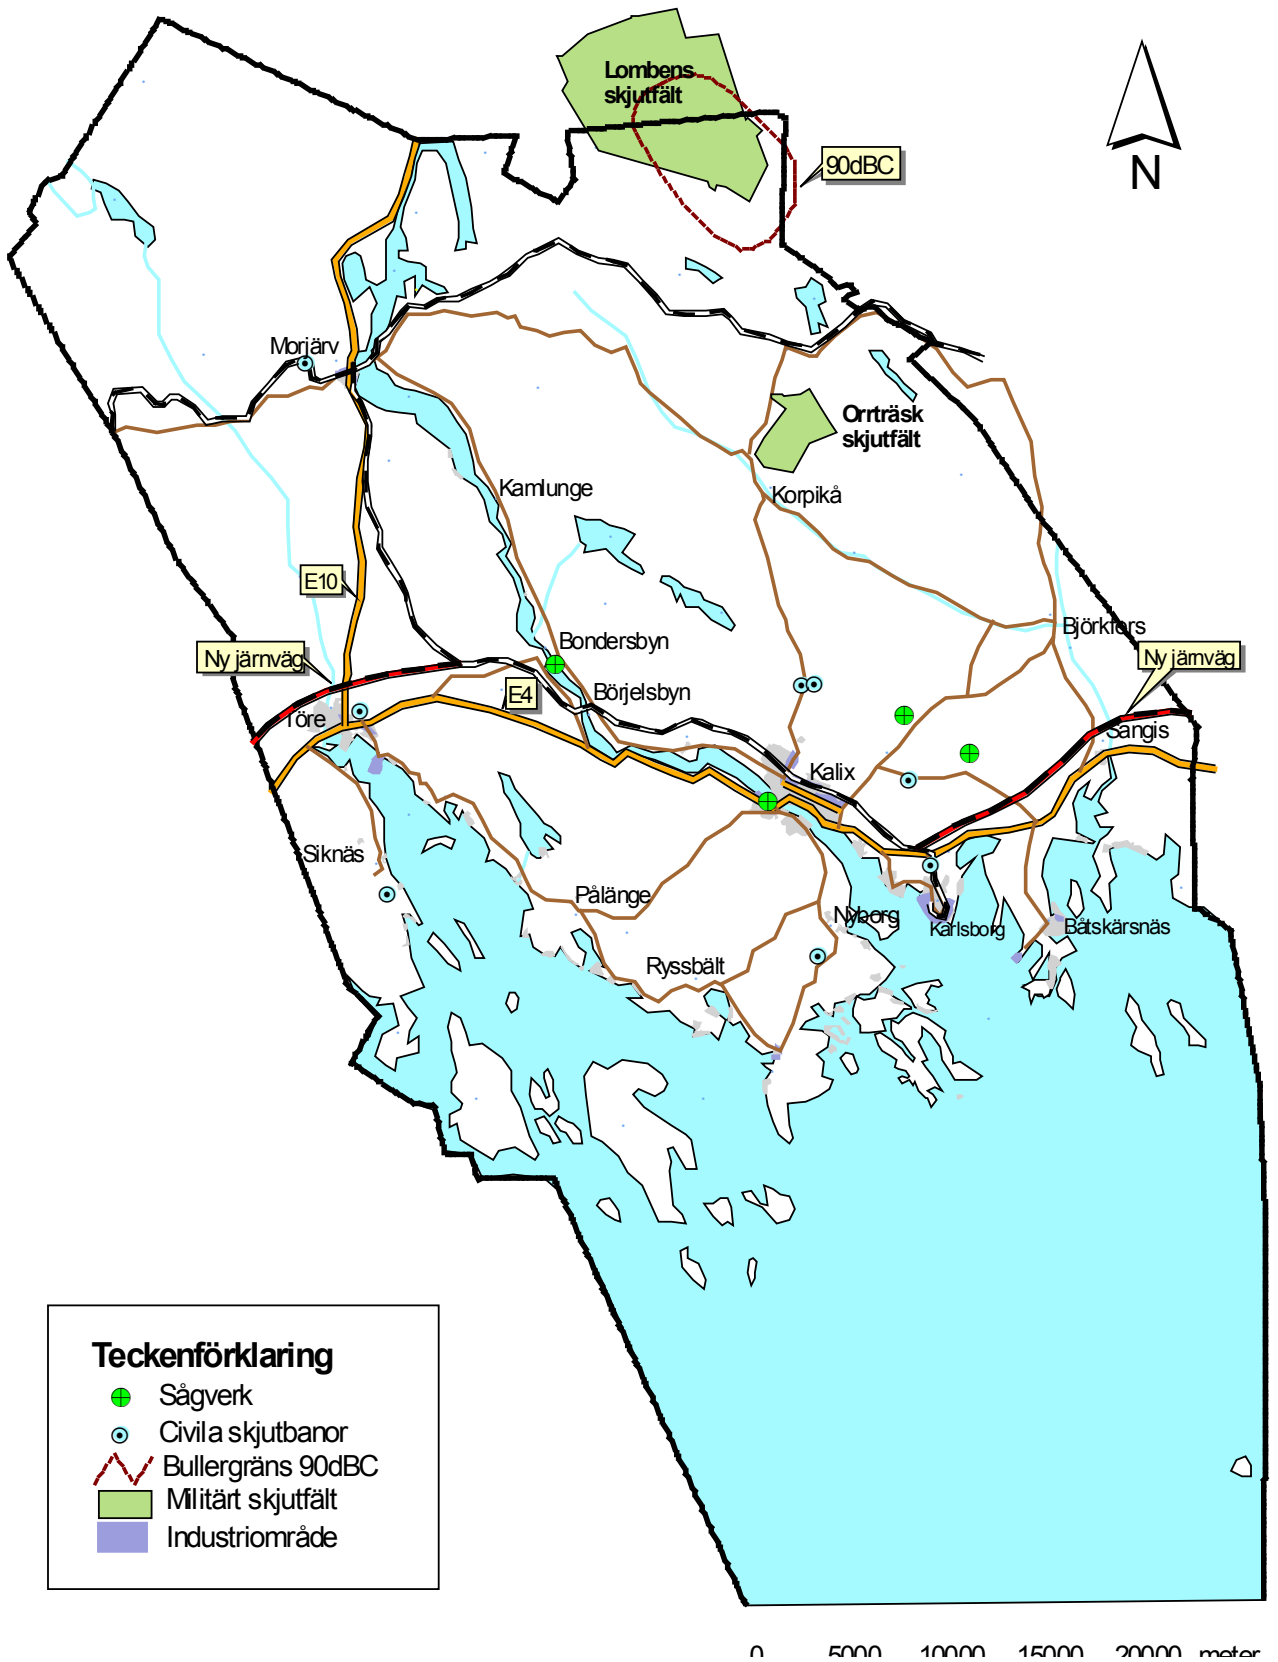 Lombens
skjutfält
90dBC
N
Morjärv
Orrträsk
skjutfält
Kamlunge
Korpikå
E10
Björkfors
Bondersbyn
Ny järnväg
Ny järnväg
Börjelsbyn
E4
Töre
Sangis
Kalix
Siknäs
Pålänge
Nyborg
Karlsborg
Båtskärsnäs
Ryssbält
Teckenförklaring
Sågverk
Civila skjutbanor
Bullergräns 90dBC
Militärt skjutfält
Industriområde
0 5000 10000 15000 20000 meter